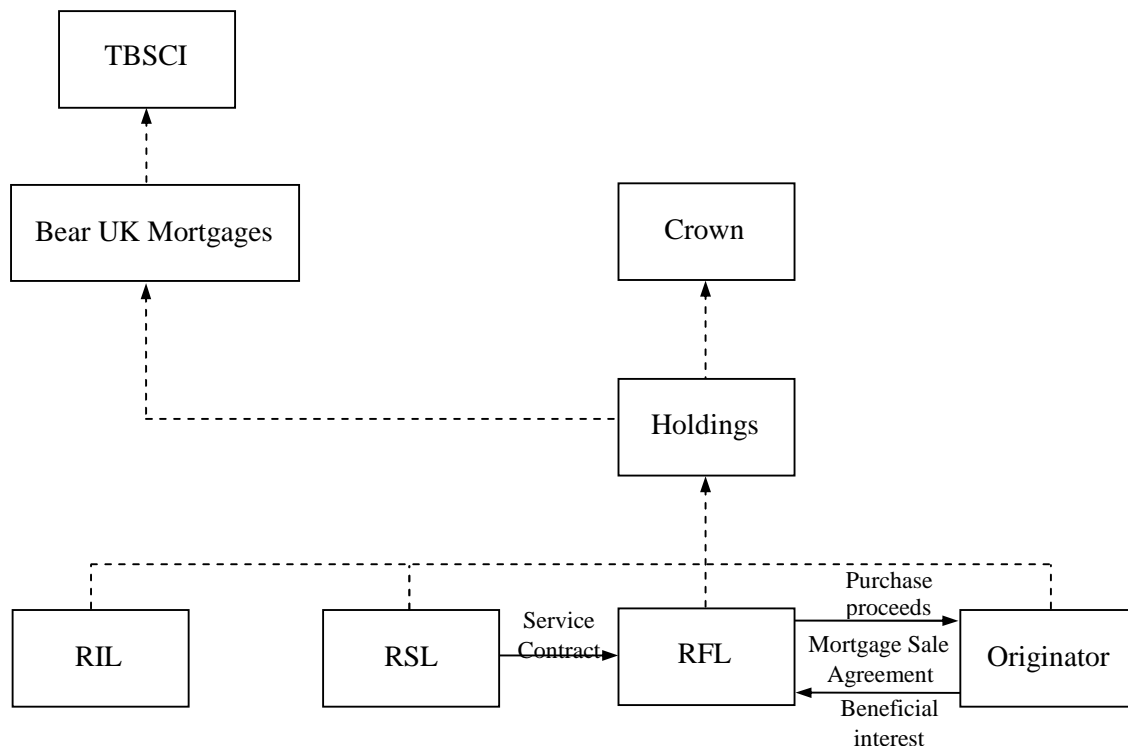 TBSCI
Bear UK Mortgages
Crown
Holdings
Purchase
proceeds
RIL
RSL
Service
Contract
RFL
Mortgage Sale
Agreement
Originator
Beneficial
interest